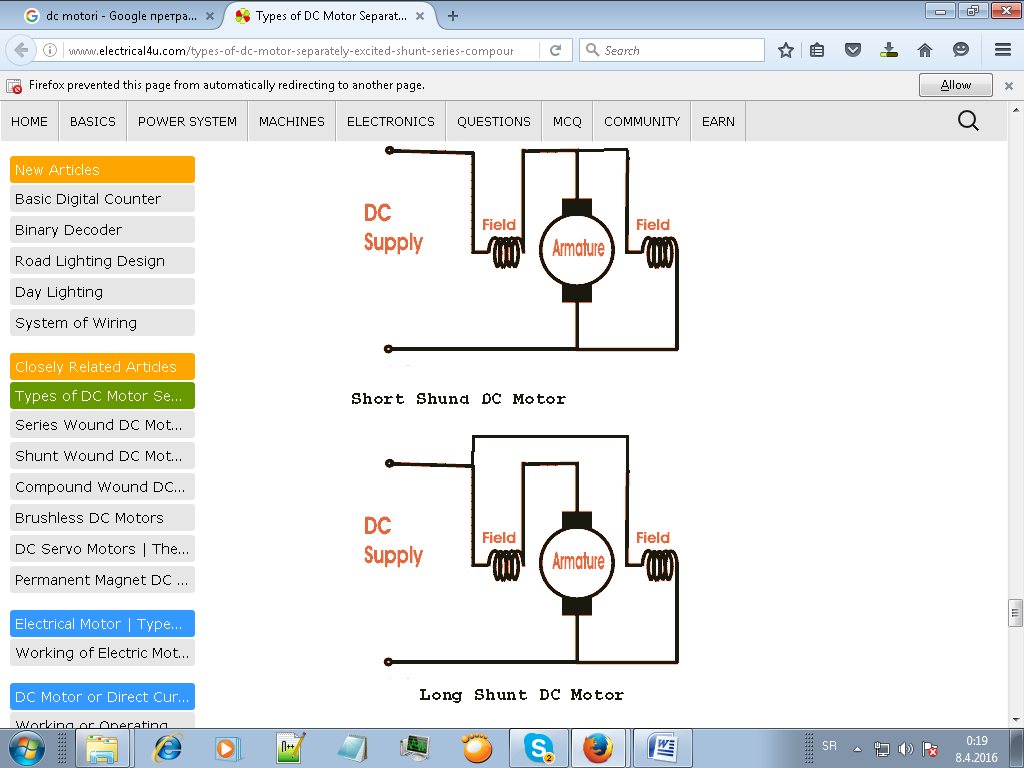 dc motori - Google претра...
Types of DC Motor Separat...
www.electrical4u.com/types-of-dc-motor-separately-excited-shunt-series-compour
Search
Firefox prevented this page from automatically redirecting to another page.
Allow
HOME
BASICS
POWER SYSTEM
MACHINES
ELECTRONICS
QUESTIONS
MCQ
COMMUNITY
EARN
New Articles
Basic Digital Counter
Binary Decoder
Road Lighting Design
Day Lighting
System of Wiring
Closely Related Articles
Types of DC Motor Se...
Series Wound DC Mot...
Shunt Wound DC Mot...
Compound Wound DC...
Brushless DC Motors
DC Servo Motors | The...
Permanent Magnet DC ...
Electrical Motor | Type...
Working of Electric Mot...
DC Motor or Direct Cur...
Working or Operating
DC
Supply
Field
Armature
Field
Short Shund DC Motor
DC
Supply
Field
Armature
Field
Long Shunt DC Motor
SR
0:19
8.4.2016